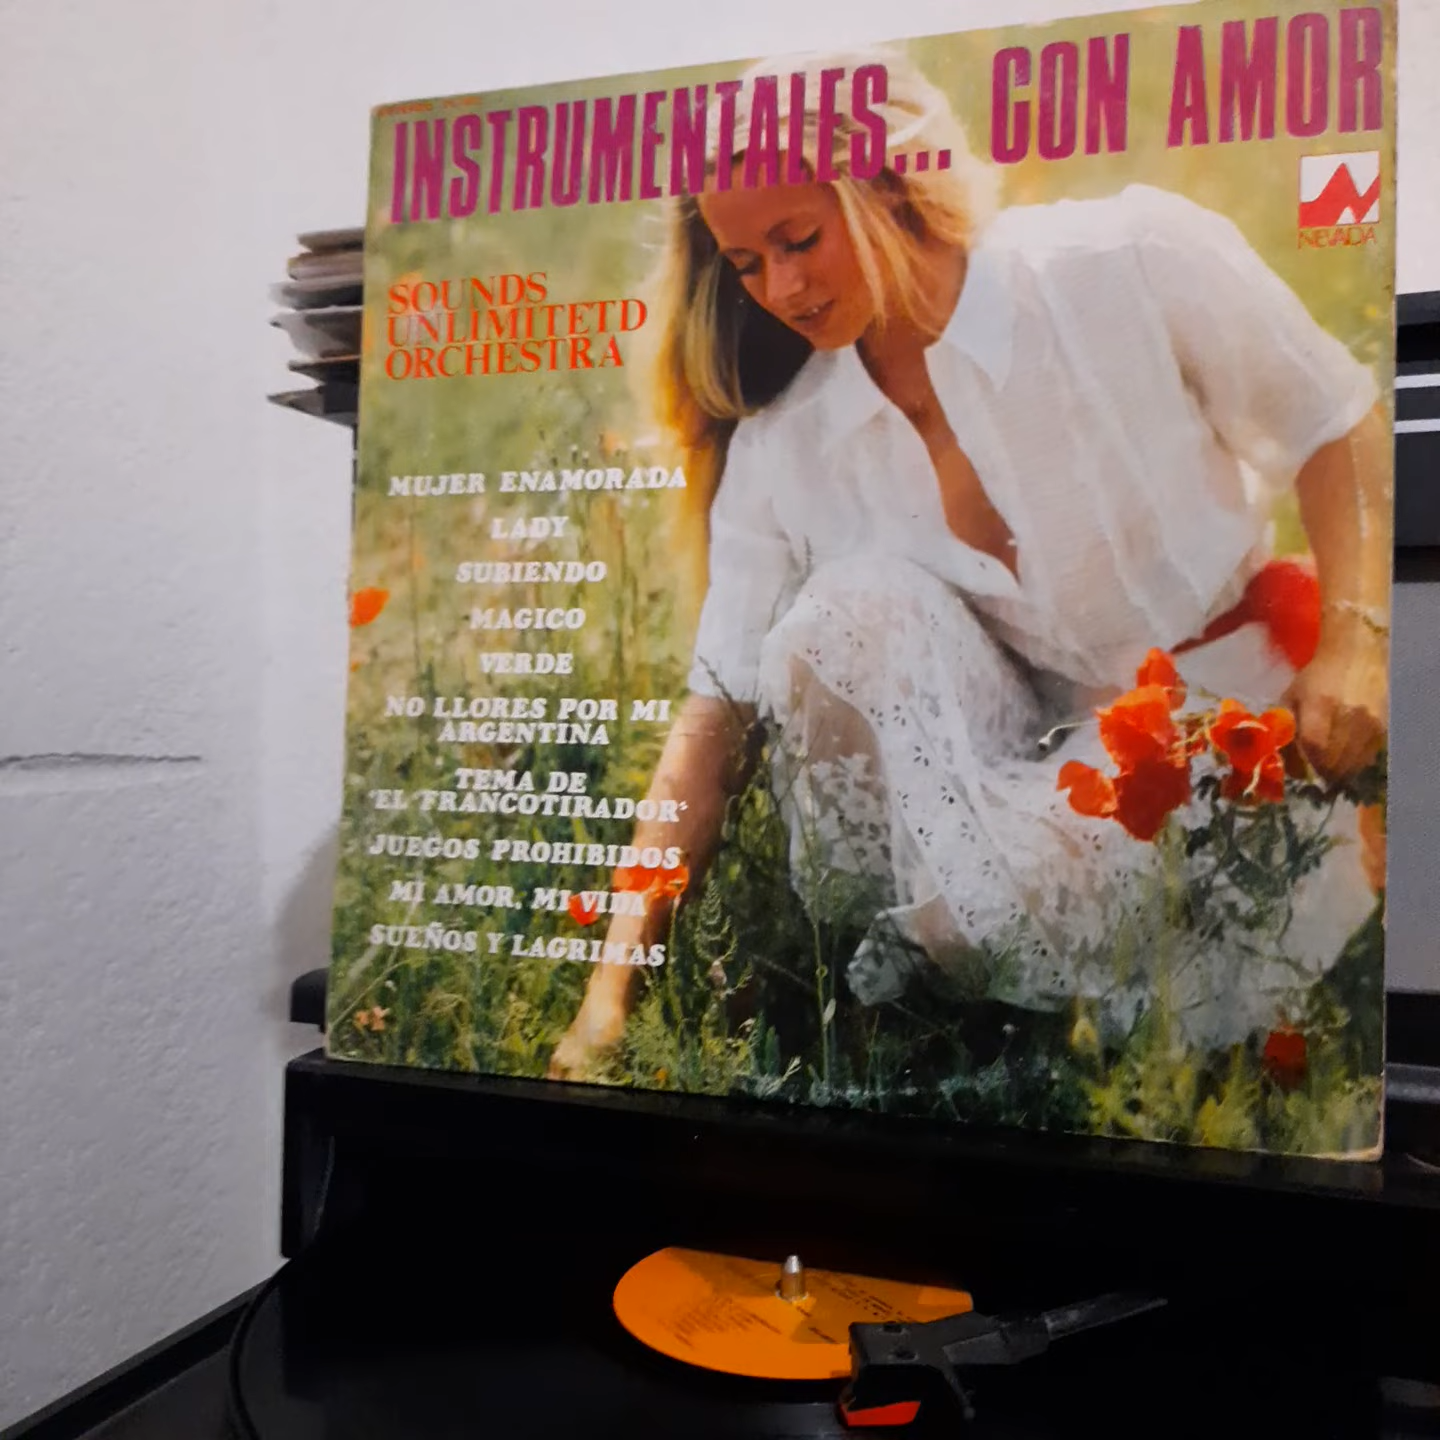 INSTRUMENTALES... CON AMOR
NEVADA
SOUNDS
UNLIMITETD
ORCHESTRA
MUJER ENAMORADA
LADY
SUBIENDO
MAGICO
VERDE
NO LLORES POR MI
ARGENTINA
TEMA DE
"EL FRANCOTIRADOR"
JUEGOS PROHIBIDOS
MI AMOR, MI VIDA
SUEÑOS Y LAGRIMAS